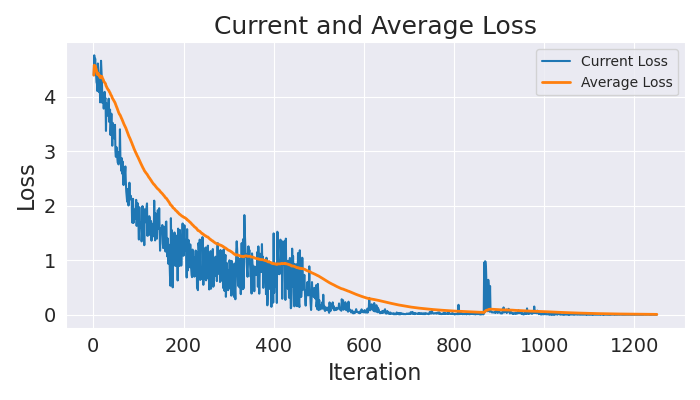 Current and Average Loss
Current Loss
Average Loss
Loss
4
3
2
1
0
0 200 400 600 800 1000 1200
Iteration